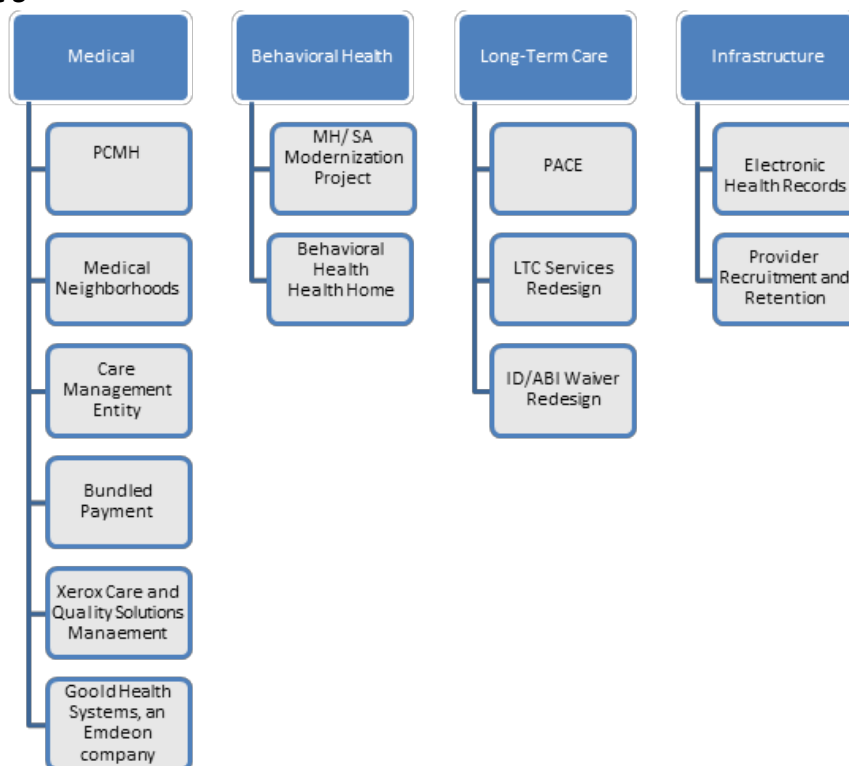 Medical
PCMH
Medical
Neighborhoods
Care
Management
Entity
Bundled
Payment
Xerox Care and
Quality Solutions
Manaement
Goold Health
Systems, an
Emdeon
company
Behavioral Health
MH/ SA
Modernization
Project
Behavioral
Health
Health Home
Long-Term Care
PACE
LTC Services
Redesign
ID/ABI Waiver
Redesign
Infrastructure
Electronic
Health Records
Provider
Recruitment and
Retention